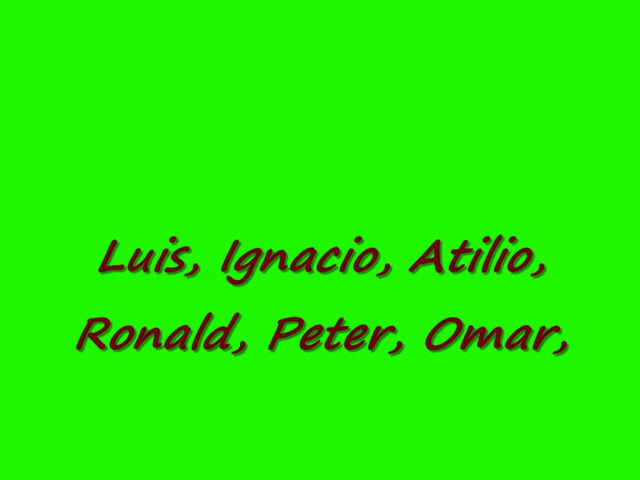 Luis, Ignacio, Atilio,
Ronald, Peter, Omar,